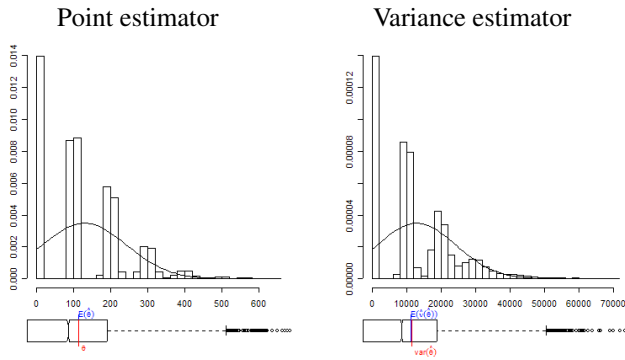 Point estimator
Variance estimator
0.000 0.002 0.004 0.006 0.008 0.010 0.012 0.014
0 100 200 300 400 500 600
E(θ̂)
θ
0.00000 0.00004 0.00008 0.00012
0 10000 20000 30000 40000 50000 60000 70000
E(v̂(θ̂))
var(θ̂)